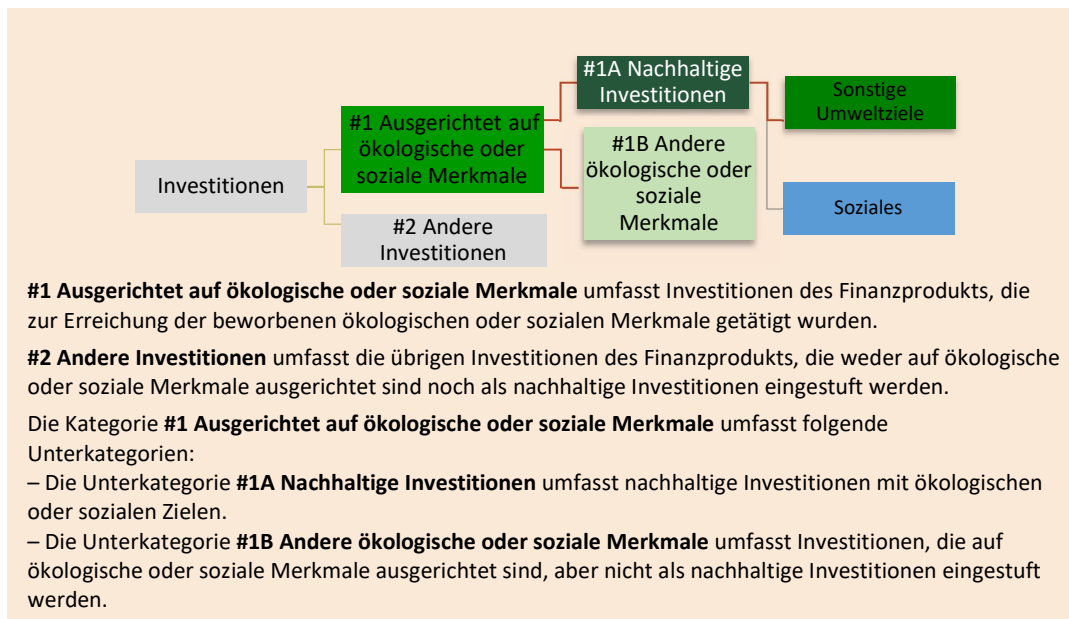 #1A Nachhaltige
Investitionen
Sonstige
Umweltziele
#1 Ausgerichtet auf
ökologische oder
soziale Merkmale
#1B Andere
ökologische oder
soziale
Merkmale
Investitionen
Soziales
#2 Andere
Investitionen
#1 Ausgerichtet auf ökologische oder soziale Merkmale umfasst Investitionen des Finanzprodukts, die
zur Erreichung der beworbenen ökologischen oder sozialen Merkmale getätigt wurden.
#2 Andere Investitionen umfasst die übrigen Investitionen des Finanzprodukts, die weder auf ökologische
oder soziale Merkmale ausgerichtet sind noch als nachhaltige Investitionen eingestuft werden.
Die Kategorie #1 Ausgerichtet auf ökologische oder soziale Merkmale umfasst folgende
Unterkategorien:
– Die Unterkategorie #1A Nachhaltige Investitionen umfasst nachhaltige Investitionen mit ökologischen
oder sozialen Zielen.
– Die Unterkategorie #1B Andere ökologische oder soziale Merkmale umfasst Investitionen, die auf
ökologische oder soziale Merkmale ausgerichtet sind, aber nicht als nachhaltige Investitionen eingestuft
werden.